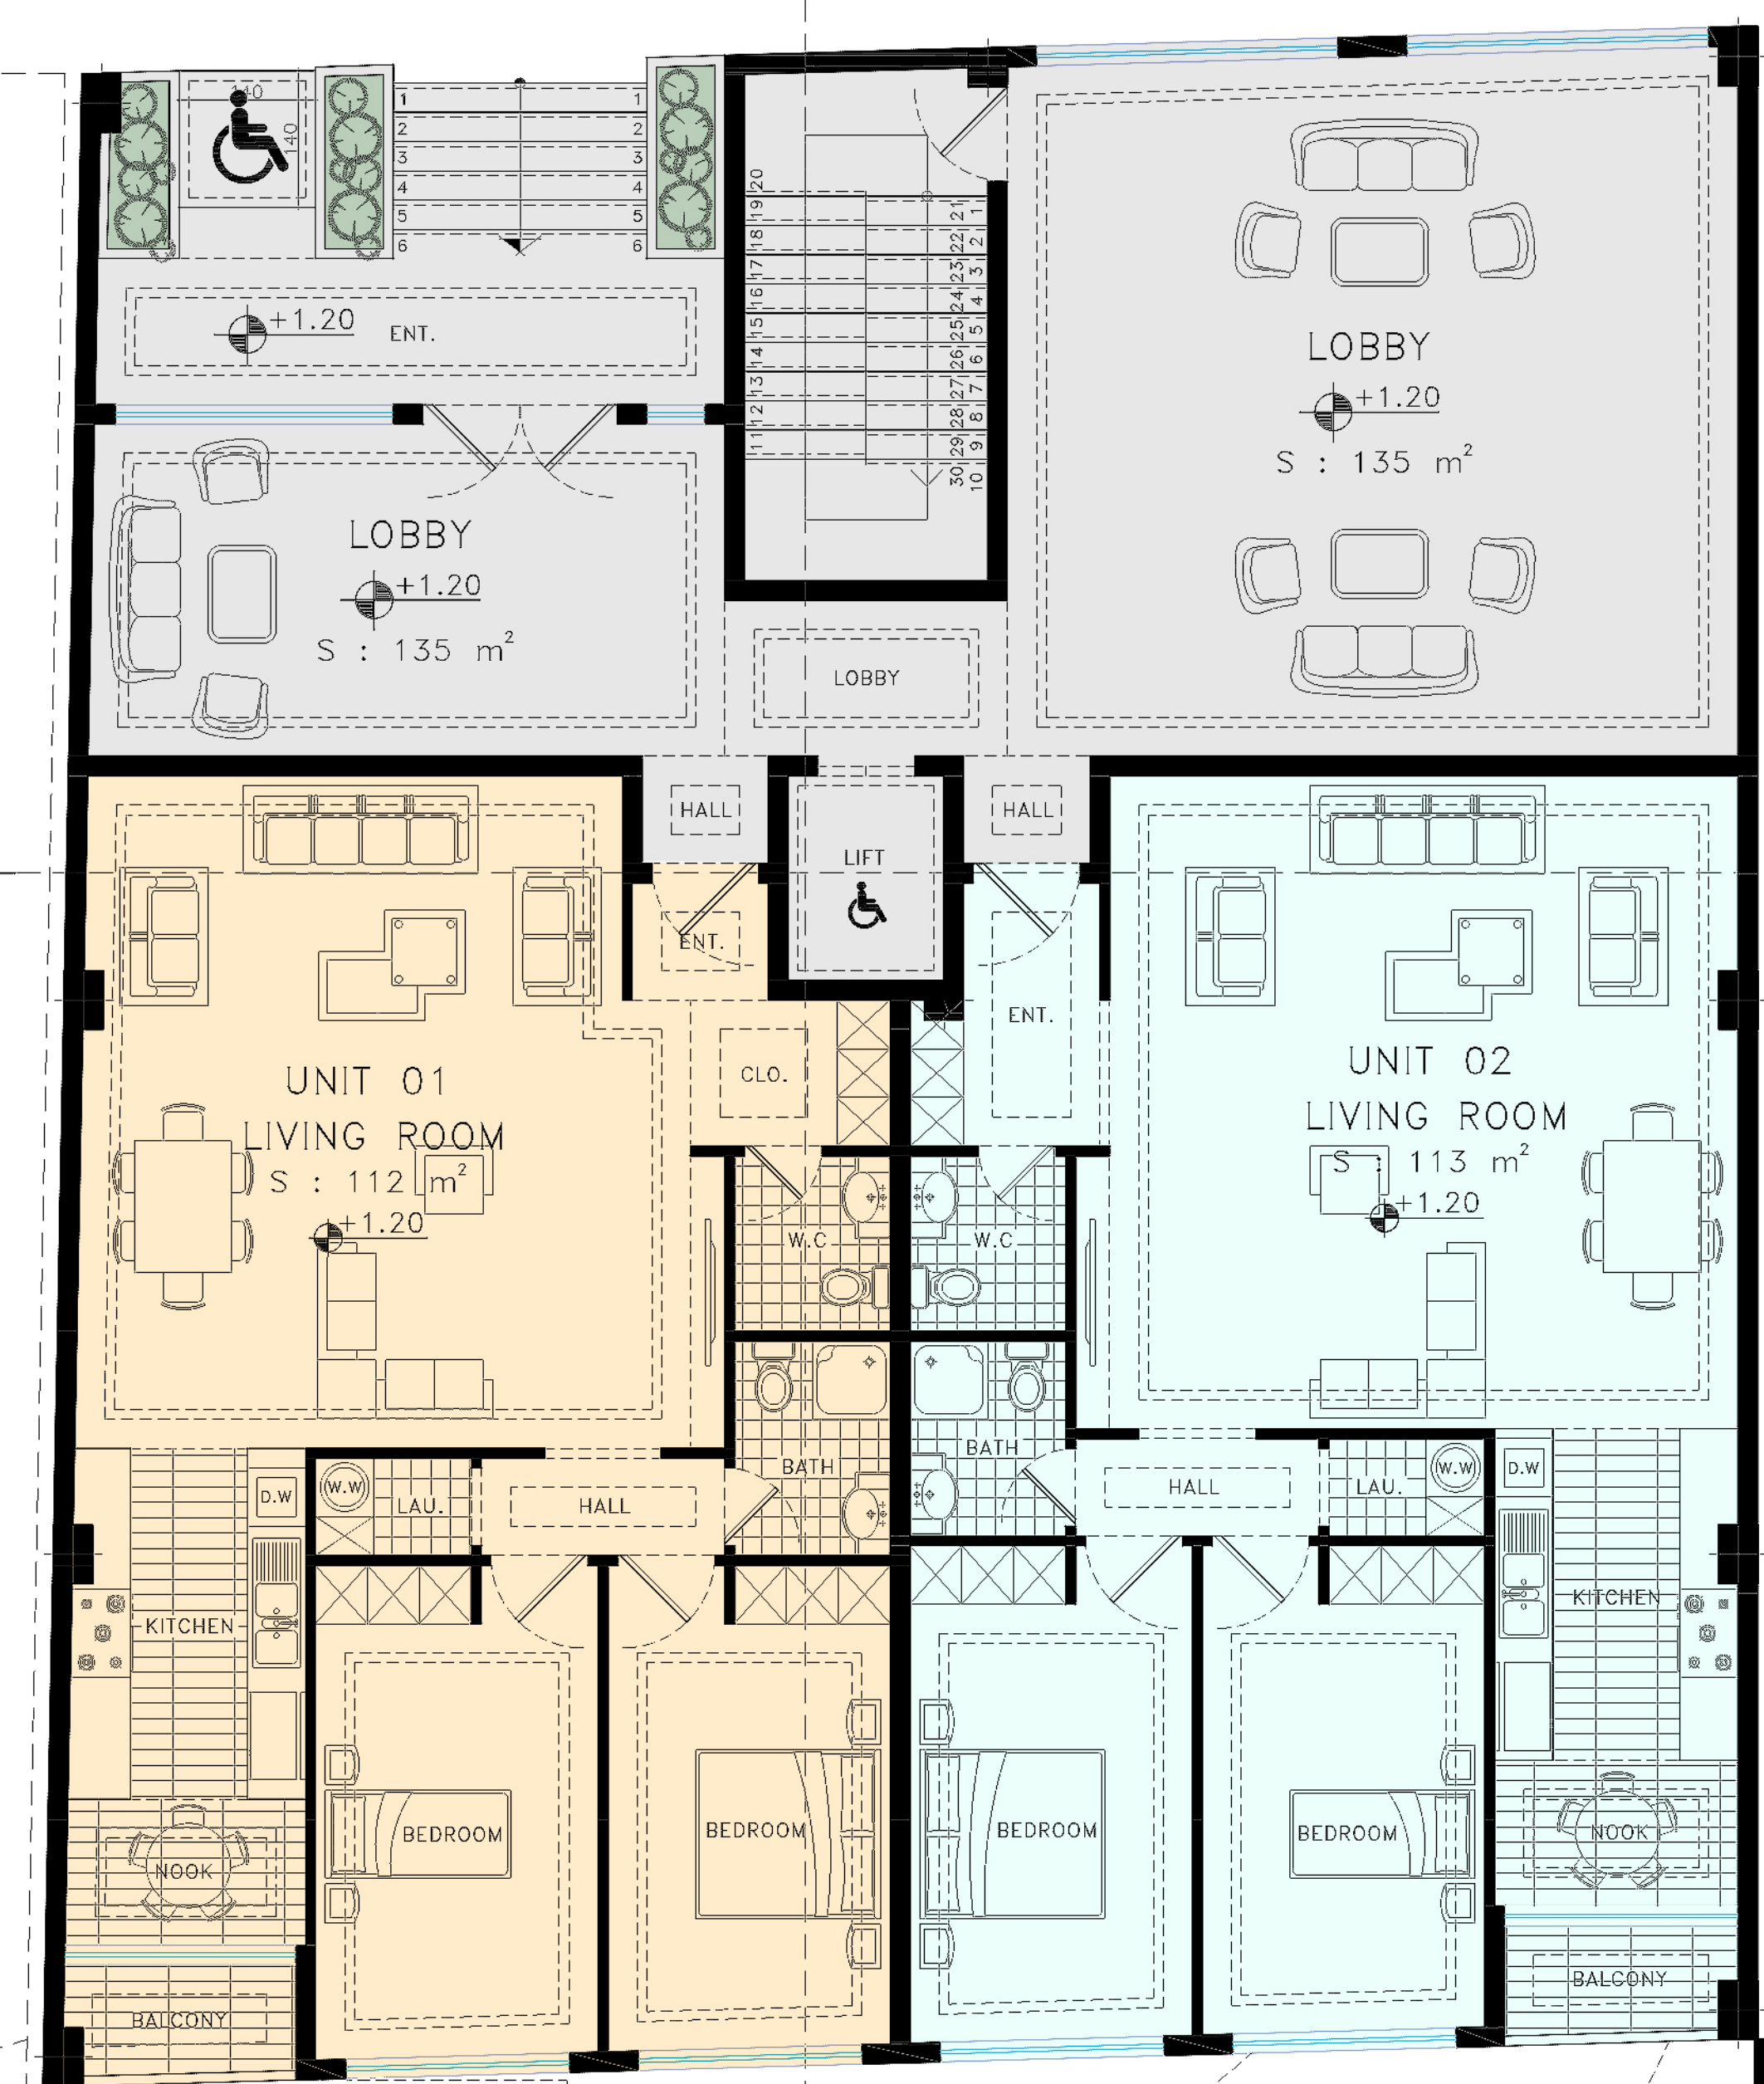 140
140
1 1
2 2
3 3
4 4
5 5
6 6
+1.20
ENT.
20
19
18
17
16
15
14
13
12
11
21 1
22 2
23 3
24 4
25 5
26 6
27 7
28 8
29 9
30 10
LOBBY
+1.20
S : 135 m²
LOBBY
+1.20
S : 135 m²
LOBBY
HALL
LIFT
HALL
ENT.
ENT.
CLO.
UNIT 01
LIVING ROOM
S : 112 m²
+1.20
UNIT 02
LIVING ROOM
S : 113 m²
+1.20
W.C
W.C
BATH
BATH
D.W
W.W
LAU.
HALL
HALL
LAU.
W.W
D.W
KITCHEN
KITCHEN
BEDROOM
BEDROOM
BEDROOM
BEDROOM
NOOK
NOOK
BALCONY
BALCONY